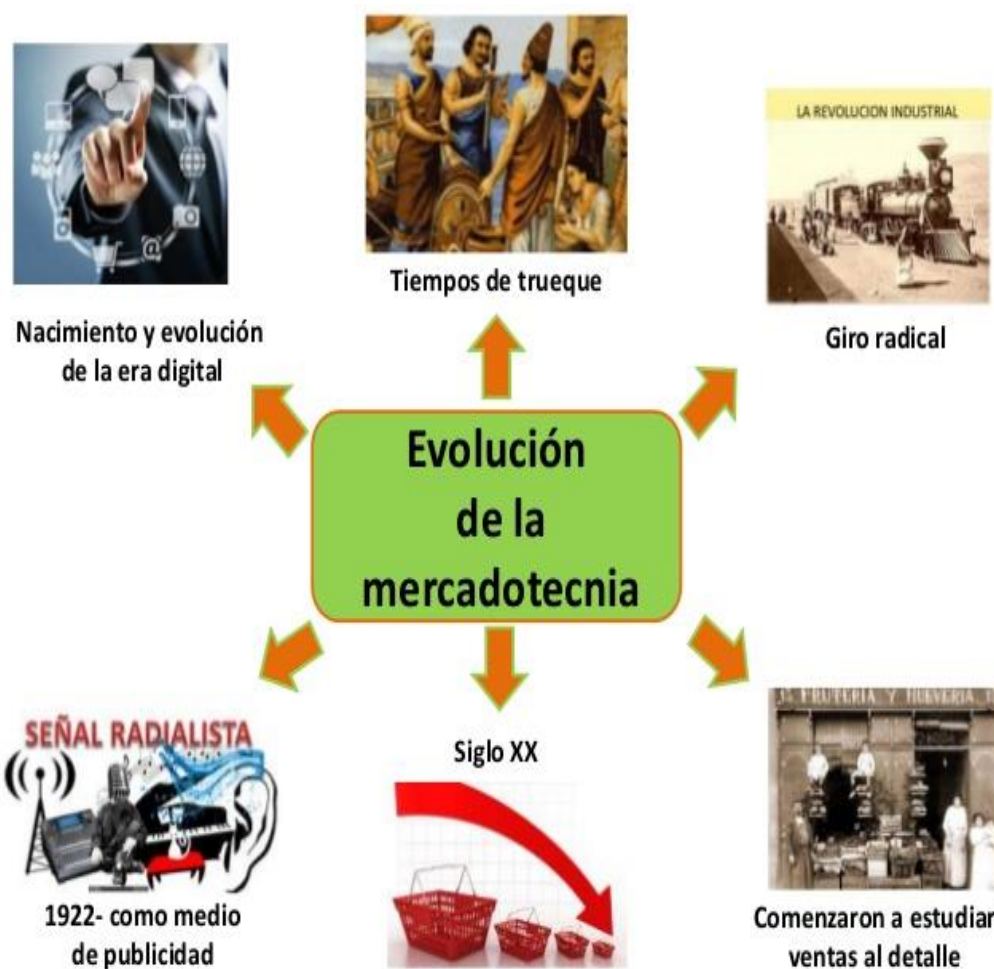 LA REVOLUCION INDUSTRIAL
Tiempos de trueque
Nacimiento y evolución
de la era digital
Giro radical
Evolución
de la
mercadotecnia
SEÑAL RADIALISTA
Siglo XX
FRUTERIA Y HUEVERIA
1922- como medio
de publicidad
Comenzaron a estudiar
ventas al detalle
@